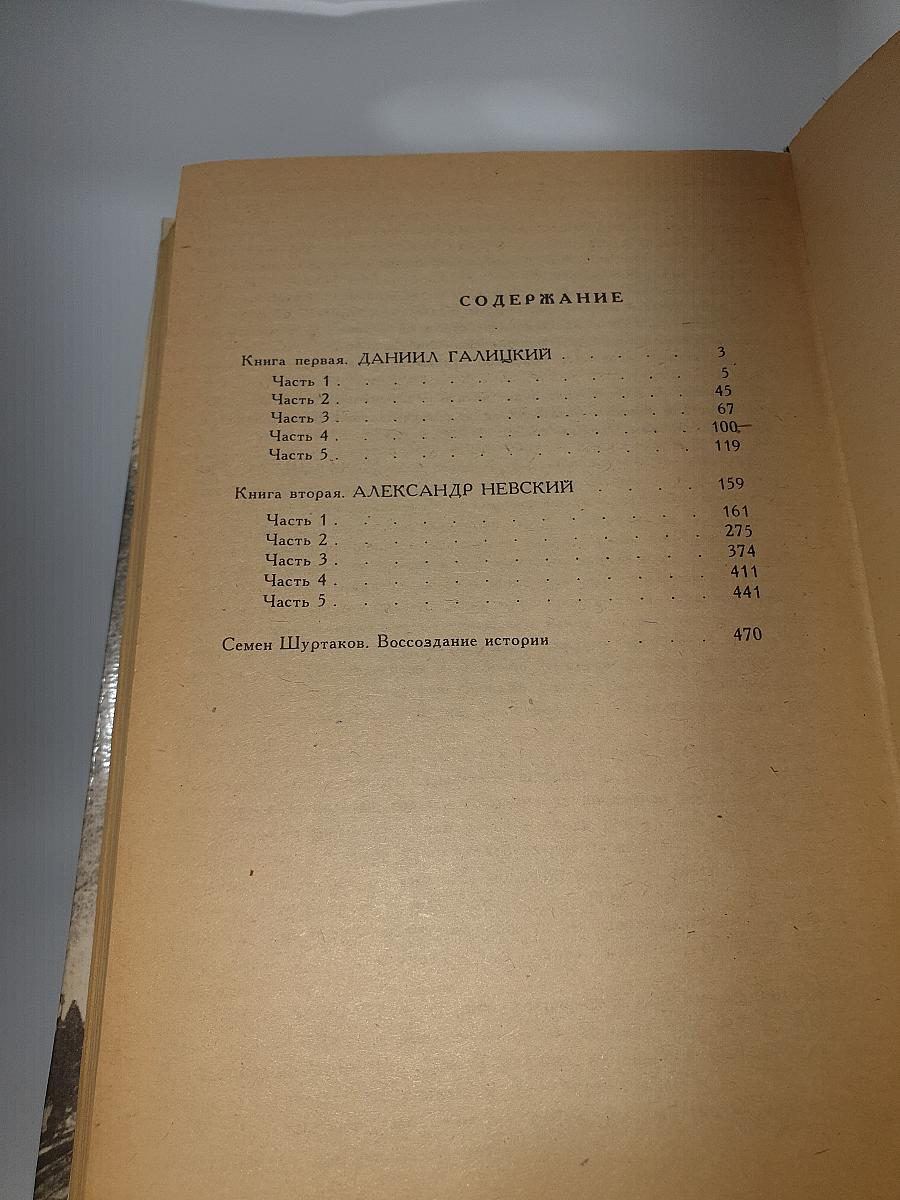 СОДЕРЖАНИЕ
Книга первая. ДАНИИЛ ГАЛИЦКИЙ . . . . . 3
Часть 1 . . . . . . . . . . . . . 5
Часть 2 . . . . . . . . . . . . . 45
Часть 3 . . . . . . . . . . . . . 67
Часть 4 . . . . . . . . . . . . . 100
Часть 5 . . . . . . . . . . . . . 119
Книга вторая. АЛЕКСАНДР НЕВСКИЙ . . . . 159
Часть 1 . . . . . . . . . . . . . 161
Часть 2 . . . . . . . . . . . . . 275
Часть 3 . . . . . . . . . . . . . 374
Часть 4 . . . . . . . . . . . . . 411
Часть 5 . . . . . . . . . . . . . 441
Семен Шуртаков. Воссоздание истории . . . . 470